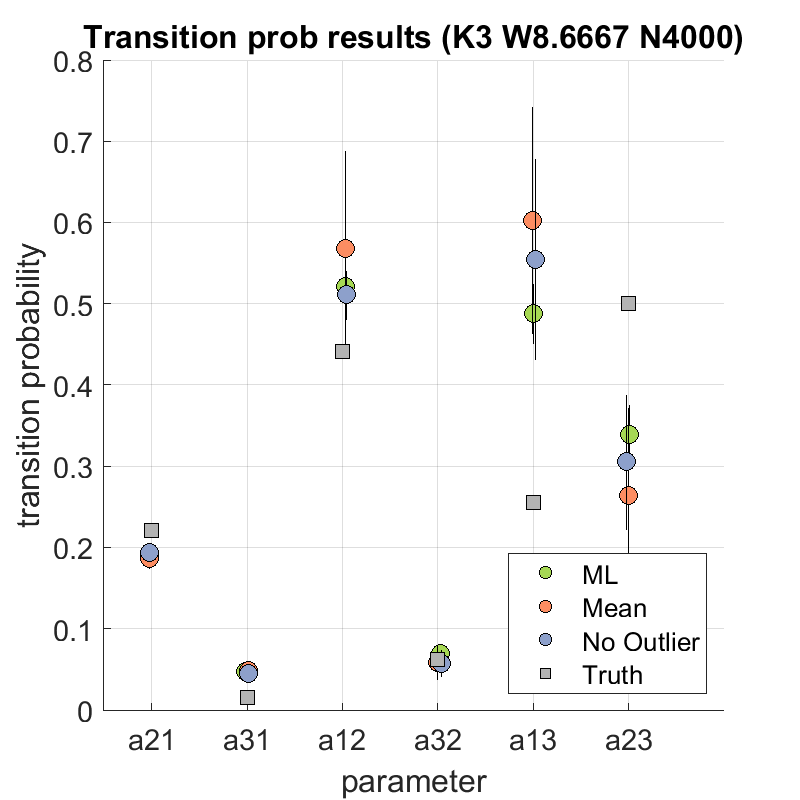 Transition prob results (K3 W8.6667 N4000)
0.8
0.7
0.6
0.5
0.4
0.3
0.2
0.1
0
transition probability
a21 a31 a12 a32 a13 a23
parameter
ML
Mean
No Outlier
Truth